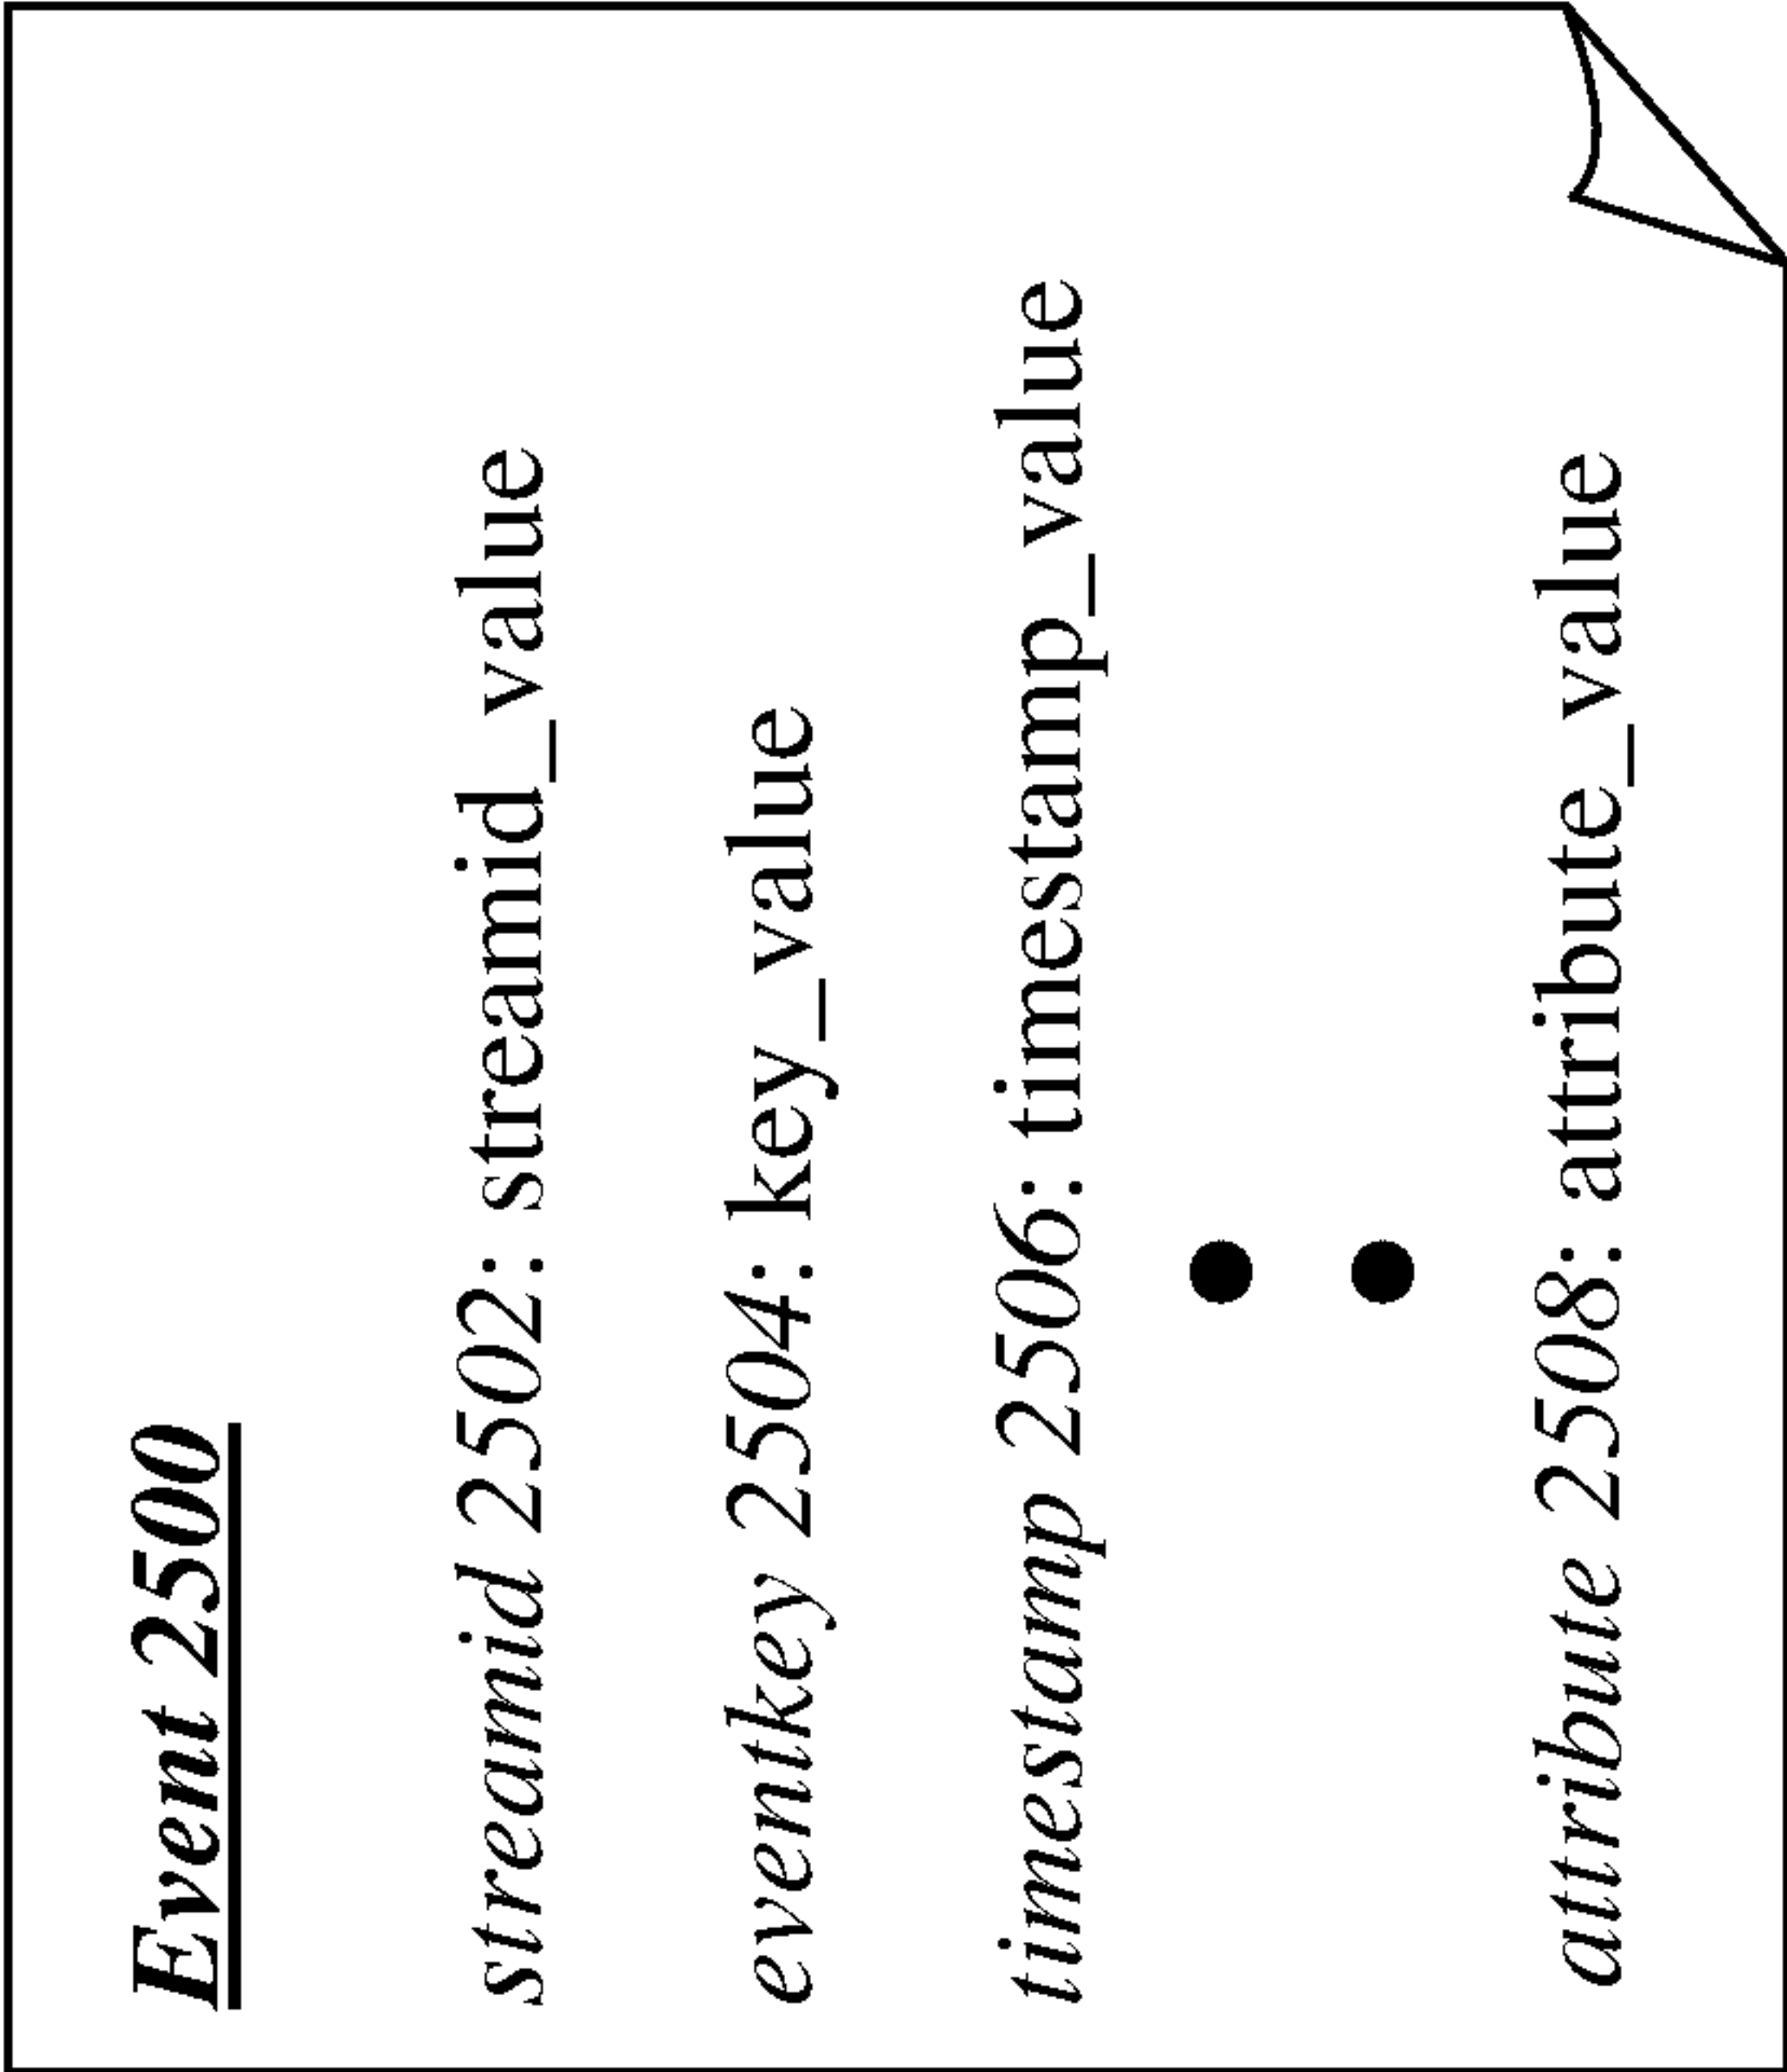 Event 2500
streamid 2502: streamid_value
eventkey 2504: key_value
timestamp 2506: timestamp_value
attribute 2508: attribute_value